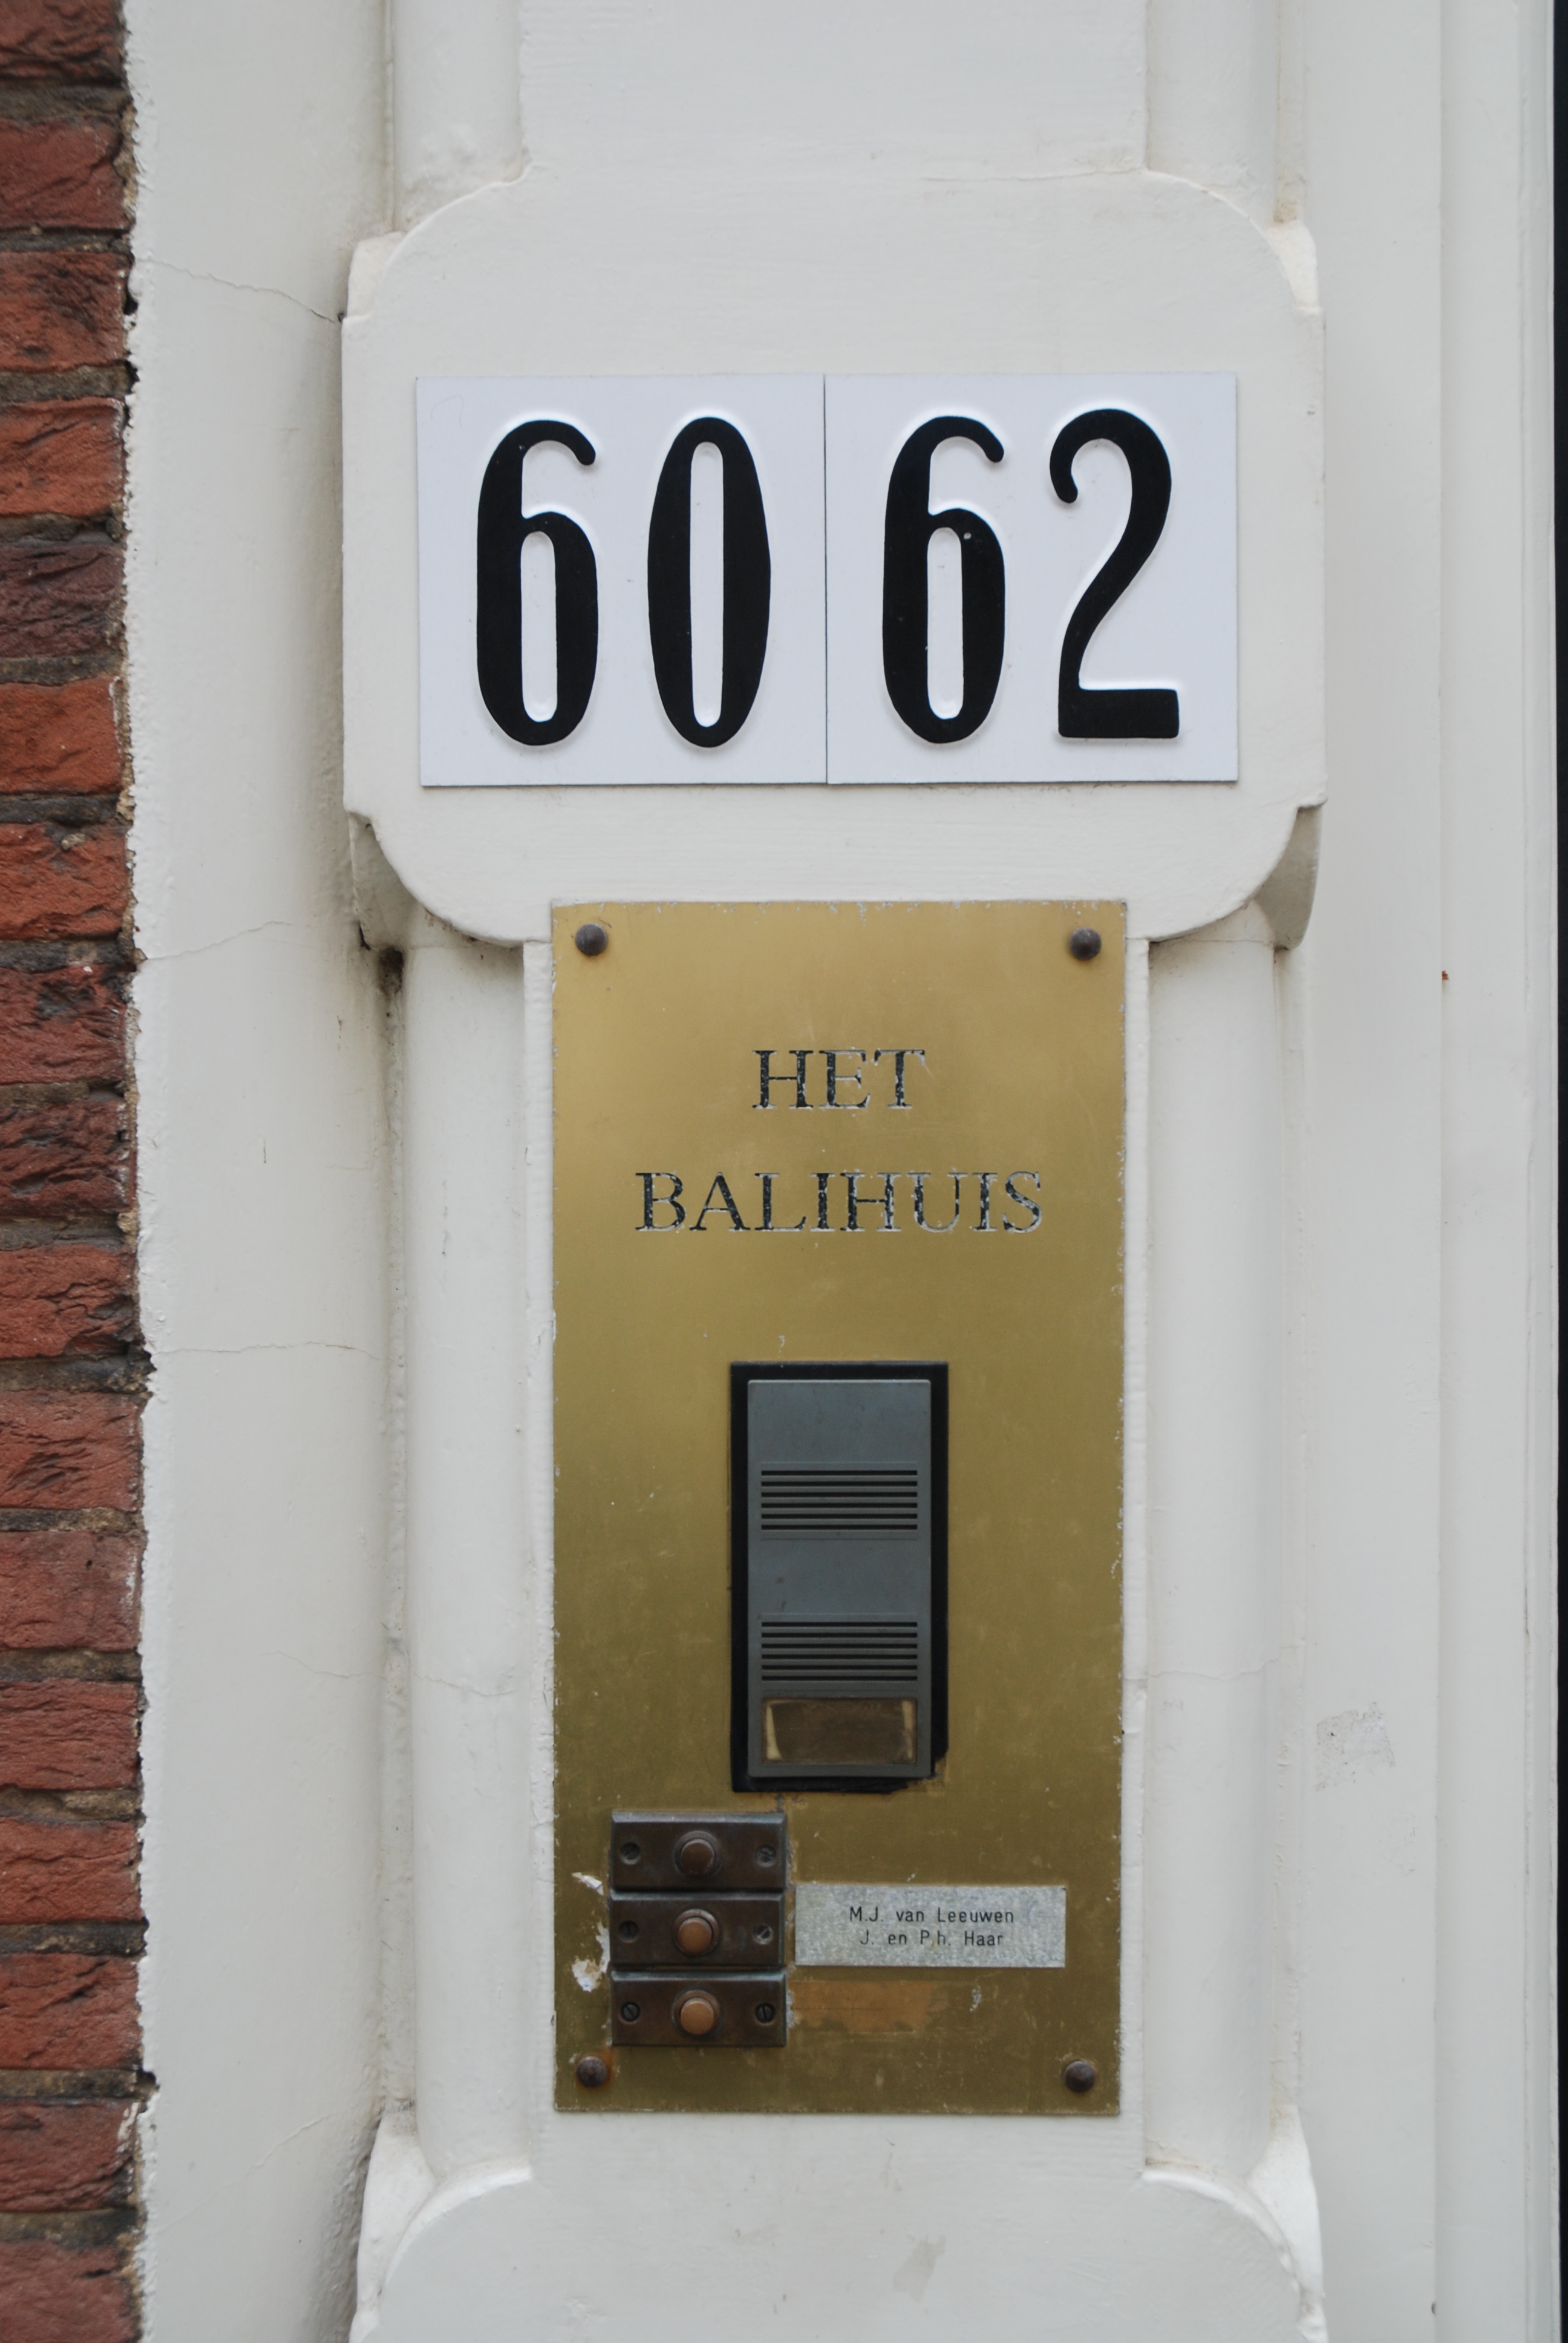 60 62
HET
BALIHUIS
M.J. van Leeuwen
J. en P.h. Haar